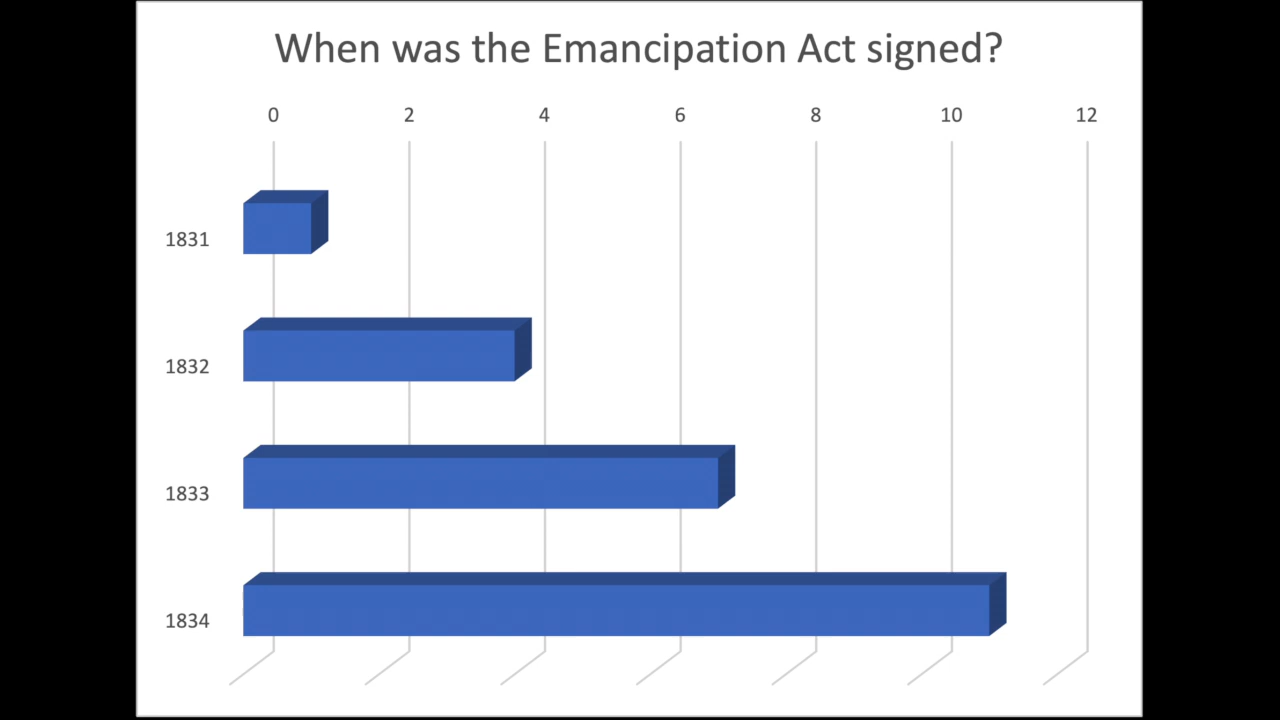 When was the Emancipation Act signed?
0 2 4 6 8 10 12
1831
1832
1833
1834